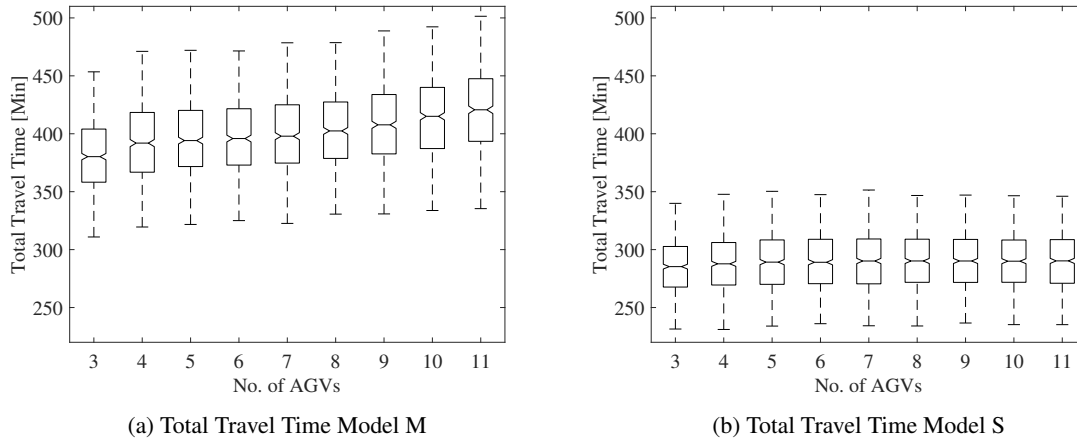 500
450
400
350
300
250
Total Travel Time [Min]
3 4 5 6 7 8 9 10 11
No. of AGVs
(a) Total Travel Time Model M
500
450
400
350
300
250
Total Travel Time [Min]
3 4 5 6 7 8 9 10 11
No. of AGVs
(b) Total Travel Time Model S